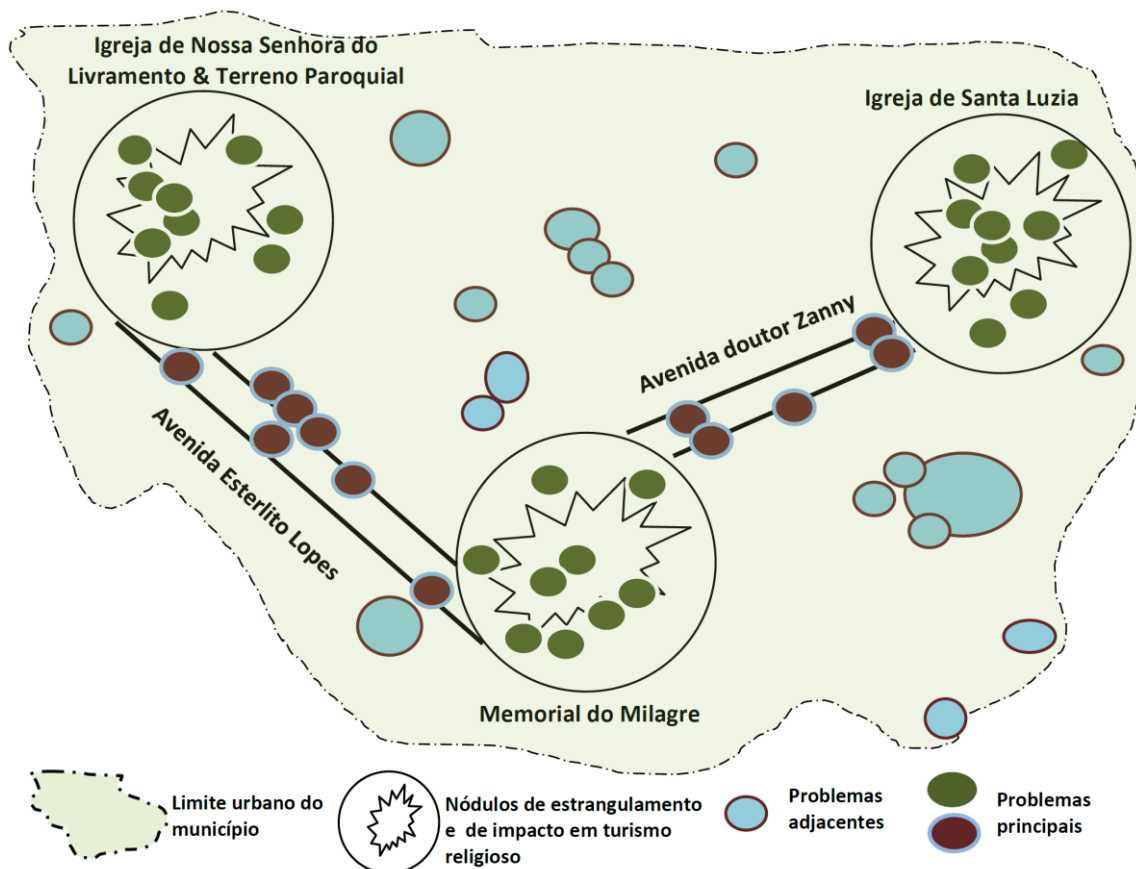 Igreja de Nossa Senhora do
Livramento & Terreno Paroquial
Igreja de Santa Luzia
Avenida doutor Zanny
Avenida Esterlito Lopes
Memorial do Milagre
Limite urbano do
município
Nódulos de estrangulamento
e de impacto em turismo
religioso
Problemas
adjacentes
Problemas
principais